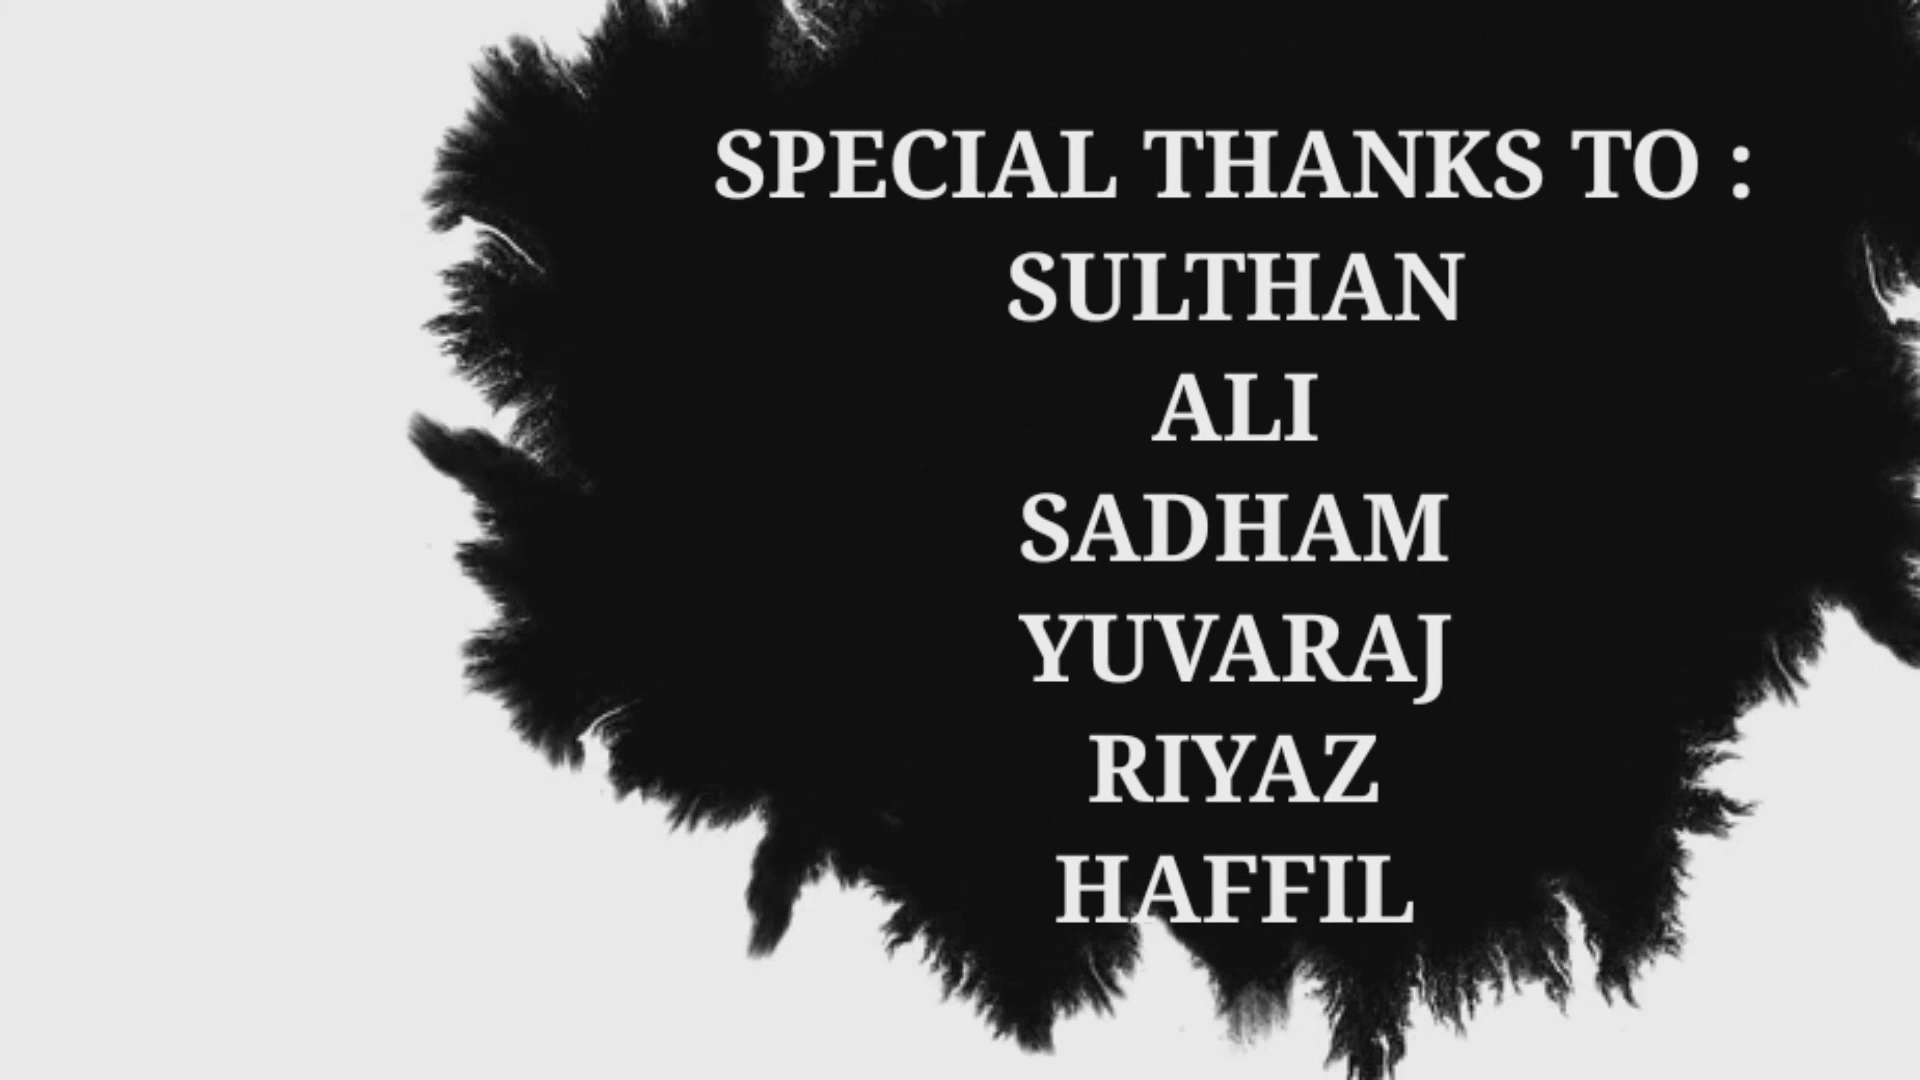 SPECIAL THANKS TO :
SULTHAN
ALI
SADHAM
YUVARAJ
RIYAZ
HAFFIL